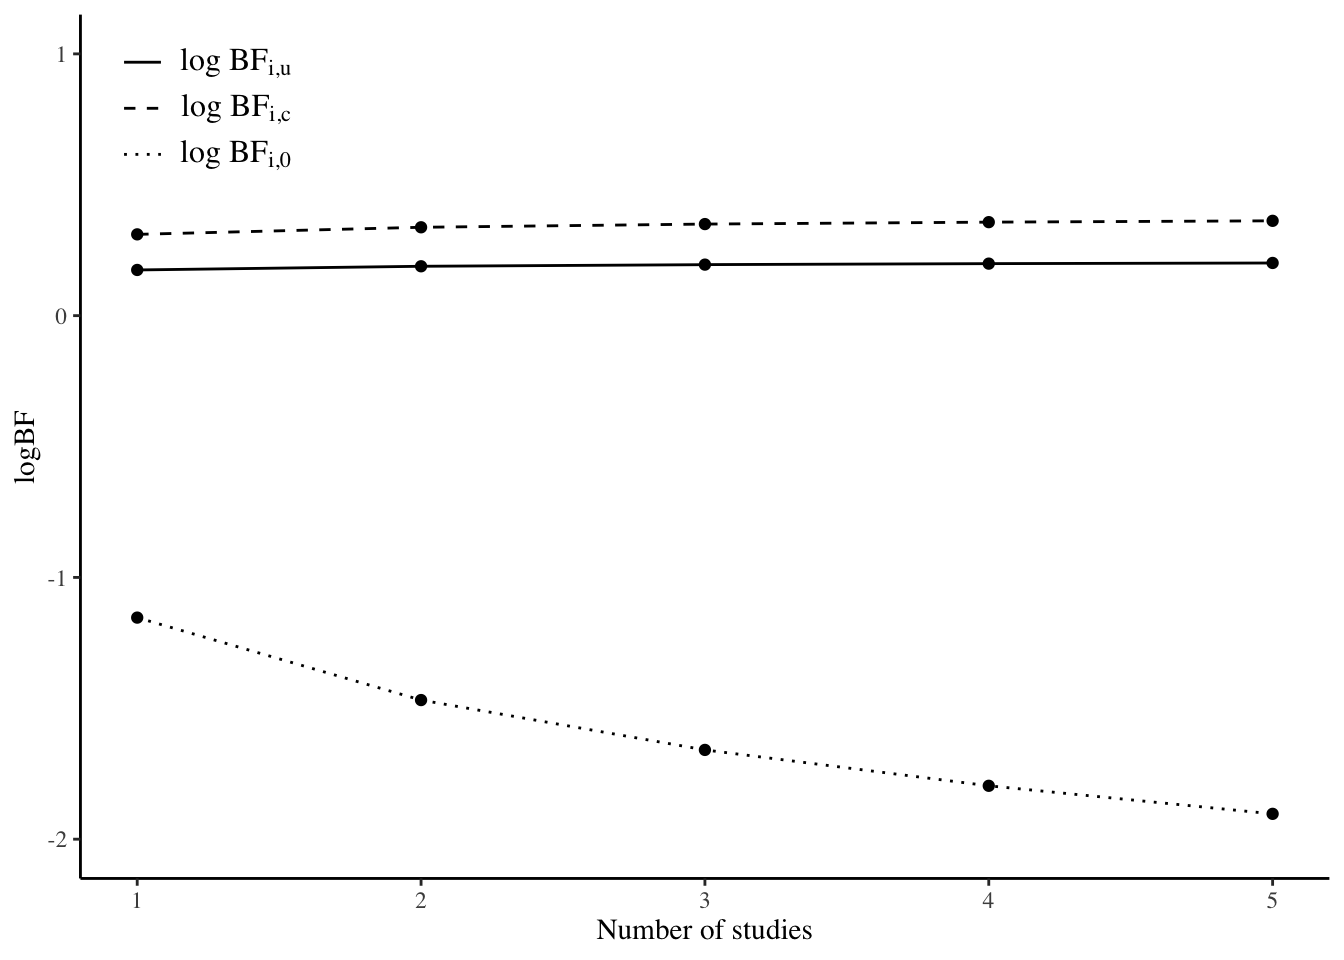 1
log BFi,u
log BFi,c
log BFi,0
0
logBF
-1
-2
1 2 3 4 5
Number of studies